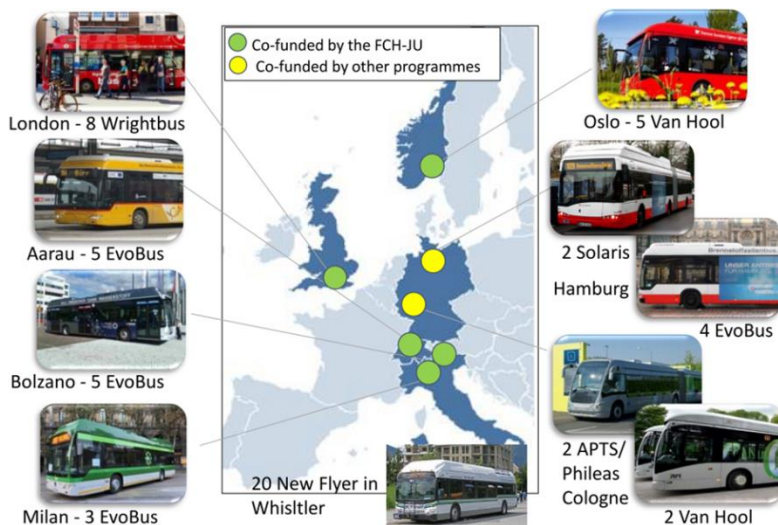 Co-funded by the FCH-JU
Co-funded by other programmes
London - 8 Wrightbus
Aarau - 5 EvoBus
Bolzano - 5 EvoBus
Milan - 3 EvoBus
20 New Flyer in
Whisltler
Oslo - 5 Van Hool
2 Solaris
Hamburg
4 EvoBus
2 APTS/
Phileas
Cologne
2 Van Hool